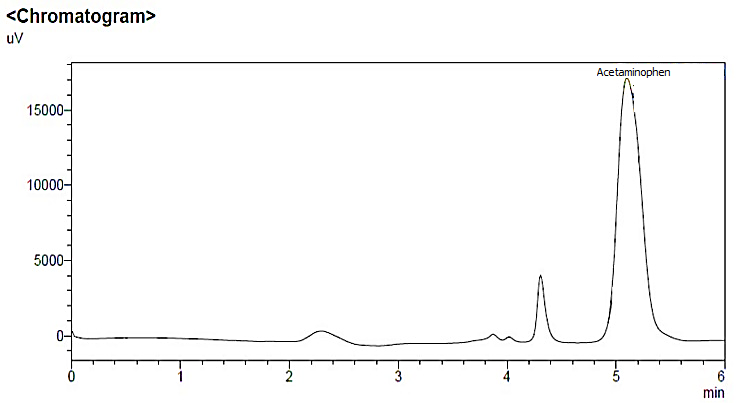 <Chromatogram>
uV
Acetaminophen
15000
10000
5000
0
0 1 2 3 4 5 6
min